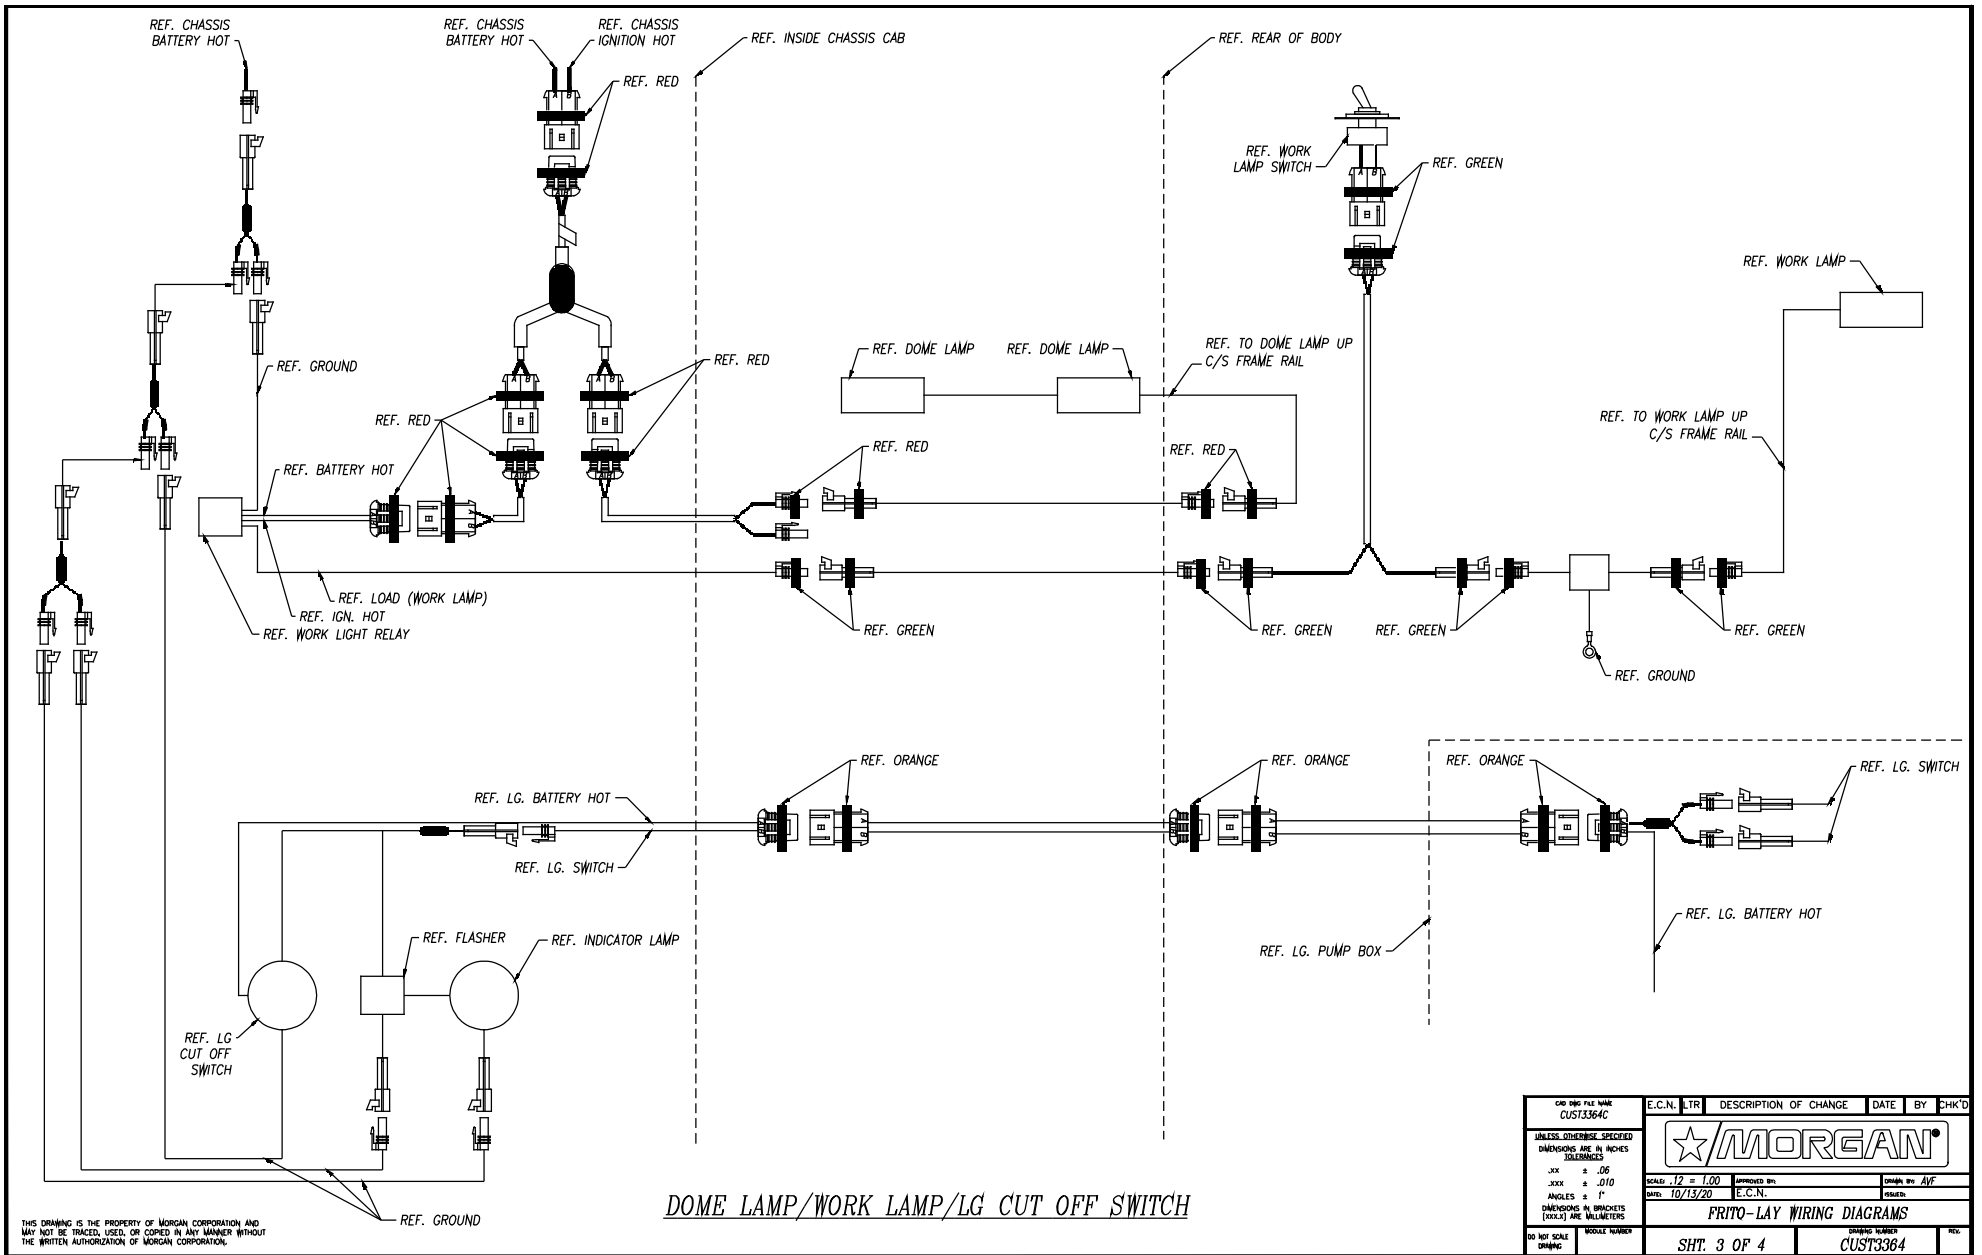 REF. CHASSIS
BATTERY HOT
REF. CHASSIS
BATTERY HOT
REF. CHASSIS
IGNITION HOT
REF. RED
REF. INSIDE CHASSIS CAB
REF. REAR OF BODY
A B
A B
REF. WORK
LAMP SWITCH
REF. GREEN
REF. WORK LAMP
REF. GROUND
REF. RED
REF. DOME LAMP
REF. DOME LAMP
REF. TO DOME LAMP UP
C/S FRAME RAIL
A B
A B
REF. RED
REF. TO WORK LAMP UP
C/S FRAME RAIL
REF. BATTERY HOT
REF. RED
REF. RED
A
B
REF. LOAD (WORK LAMP)
REF. IGN. HOT
REF. WORK LIGHT RELAY
REF. GREEN
REF. GREEN
REF. GREEN
REF. GREEN
REF. GROUND
REF. ORANGE
REF. ORANGE
REF. ORANGE
REF. LG. SWITCH
REF. LG. BATTERY HOT
A
B
A
B
A
B
REF. LG. SWITCH
REF. LG. BATTERY HOT
REF. FLASHER
REF. INDICATOR LAMP
REF. LG. PUMP BOX
REF. LG
CUT OFF
SWITCH
REF. GROUND
DOME LAMP/WORK LAMP/LG CUT OFF SWITCH
THIS DRAWING IS THE PROPERTY OF MORGAN CORPORATION AND
MAY NOT BE TRACED, USED, OR COPIED IN ANY MANNER WITHOUT
THE WRITTEN AUTHORIZATION OF MORGAN CORPORATION.
CAD DWG FILE NAME
CUST3364C
E.C.N. LTR DESCRIPTION OF CHANGE DATE BY CHK'D
UNLESS OTHERWISE SPECIFIED
DIMENSIONS ARE IN INCHES
TOLERANCES
.XX ± .06
.XXX ± .010
ANGLES ± 1°
DIMENSIONS IN BRACKETS
[XXX.X] ARE MILLIMETERS
MORGAN®
SCALE: .12 = 1.00 APPROVED BY: DRAWN BY: AVF
DATE: 10/13/20 E.C.N. ISSUED:
FRITO-LAY WIRING DIAGRAMS
DO NOT SCALE
DRAWING
MODULE NUMBER
SHT. 3 OF 4
DRAWING NUMBER
CUST3364
REV.